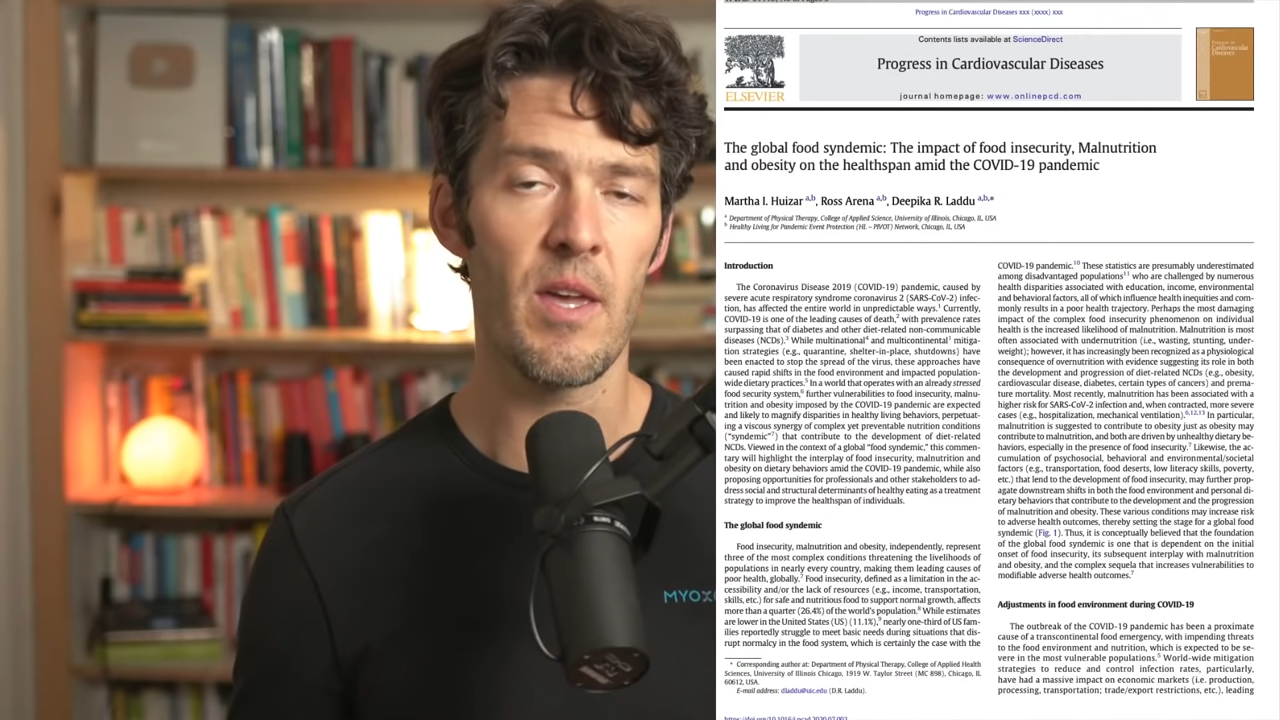 MYOX
Progress in Cardiovascular Diseases xxx (xxxx) xxx
Contents lists available at ScienceDirect
Progress in Cardiovascular Diseases
journal homepage: www.onlinepcd.com
ELSEVIER
The global food syndemic: The impact of food insecurity, Malnutrition
and obesity on the healthspan amid the COVID-19 pandemic
Martha I. Huizar a,b, Ross Arena a,b, Deepika R. Laddu a,b,*
a Department of Physical Therapy, College of Applied Science, University of Illinois, Chicago, IL, USA
b Healthy Living for Pandemic Event Protection (HL – PIVOT) Network, Chicago, IL, USA
Introduction
The Coronavirus Disease 2019 (COVID-19) pandemic, caused by
severe acute respiratory syndrome coronavirus 2 (SARS-CoV-2) infec-
tion, has affected the entire world in unpredictable ways.1 Currently,
COVID-19 is one of the leading causes of death,2 with prevalence rates
surpassing that of diabetes and other diet-related non-communicable
diseases (NCDs).3 While multinational4 and multicontinental1 mitiga-
tion strategies (e.g., quarantine, shelter-in-place, shutdowns) have
been enacted to stop the spread of the virus, these approaches have
caused rapid shifts in the food environment and impacted population-
wide dietary practices.5 In a world that operates with an already stressed
food security system,6 further vulnerabilities to food insecurity, malnu-
trition and obesity imposed by the COVID-19 pandemic are expected
and likely to magnify disparities in healthy living behaviors, perpetuat-
ing a viscous synergy of complex yet preventable nutrition conditions
("syndemic"7) that contribute to the development of diet-related
NCDs. Viewed in the context of a global "food syndemic," this commen-
tary will highlight the interplay of food insecurity, malnutrition and
obesity on dietary behaviors amid the COVID-19 pandemic, while also
proposing opportunities for professionals and other stakeholders to ad-
dress social and structural determinants of healthy eating as a treatment
strategy to improve the healthspan of individuals.
The global food syndemic
Food insecurity, malnutrition and obesity, independently, represent
three of the most complex conditions threatening the livelihoods of
populations in nearly every country, making them leading causes of
poor health, globally.7 Food insecurity, defined as a limitation in the ac-
cessibility and/or the lack of resources (e.g., income, transportation,
skills, etc.) for safe and nutritious food to support normal growth, affects
more than a quarter (26.4%) of the world's population.8 While estimates
are lower in the United States (US) (11.1%),9 nearly one-third of US fam-
ilies reportedly struggle to meet basic needs during situations that dis-
rupt normalcy in the food system, which is certainly the case with the
* Corresponding author at: Department of Physical Therapy, College of Applied Health
Sciences, University of Illinois Chicago, 1919 W. Taylor Street (MC 898), Chicago, IL
60612, USA.
E-mail address: dladdu@uic.edu (D.R. Laddu).
COVID-19 pandemic.10 These statistics are presumably underestimated
among disadvantaged populations11 who are challenged by numerous
health disparities associated with education, income, environmental
and behavioral factors, all of which influence health inequities and com-
monly results in a poor health trajectory. Perhaps the most damaging
impact of the complex food insecurity phenomenon on individual
health is the increased likelihood of malnutrition. Malnutrition is most
often associated with undernutrition (i.e., wasting, stunting, under-
weight); however, it has increasingly been recognized as a physiological
consequence of overnutrition with evidence suggesting its role in both
the development and progression of diet-related NCDs (e.g., obesity,
cardiovascular disease, diabetes, certain types of cancers) and prema-
ture mortality. Most recently, malnutrition has been associated with a
higher risk for SARS-CoV-2 infection and, when contracted, more severe
cases (e.g., hospitalization, mechanical ventilation).6,12,13 In particular,
malnutrition is suggested to contribute to obesity just as obesity may
contribute to malnutrition, and both are driven by unhealthy dietary be-
haviors, especially in the presence of food insecurity.7 Likewise, the ac-
cumulation of psychosocial, behavioral and environmental/societal
factors (e.g., transportation, food deserts, low literacy skills, poverty,
etc.) that lend to the development of food insecurity, may further prop-
agate downstream shifts in both the food environment and personal di-
etary behaviors that contribute to the development and the progression
of malnutrition and obesity. These various conditions may increase risk
to adverse health outcomes, thereby setting the stage for a global food
syndemic (Fig. 1). Thus, it is conceptually believed that the foundation
of the global food syndemic is one that is dependent on the initial
onset of food insecurity, its subsequent interplay with malnutrition
and obesity, and the complex sequela that increases vulnerabilities to
modifiable adverse health outcomes.7
Adjustments in food environment during COVID-19
The outbreak of the COVID-19 pandemic has been a proximate
cause of a transcontinental food emergency, with impending threats
to the food environment and nutrition, which is expected to be se-
vere in the most vulnerable populations.5 World-wide mitigation
strategies to reduce and control infection rates, particularly,
have had a massive impact on economic markets (i.e. production,
processing, transportation; trade/export restrictions, etc.), leading